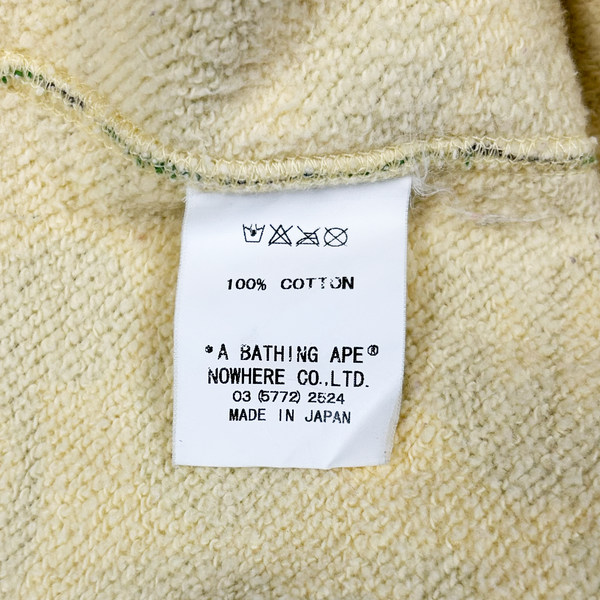 100% COTTON
*A BATHING APE®
NOWHERE CO.,LTD.
03 (5772) 2524
MADE IN JAPAN